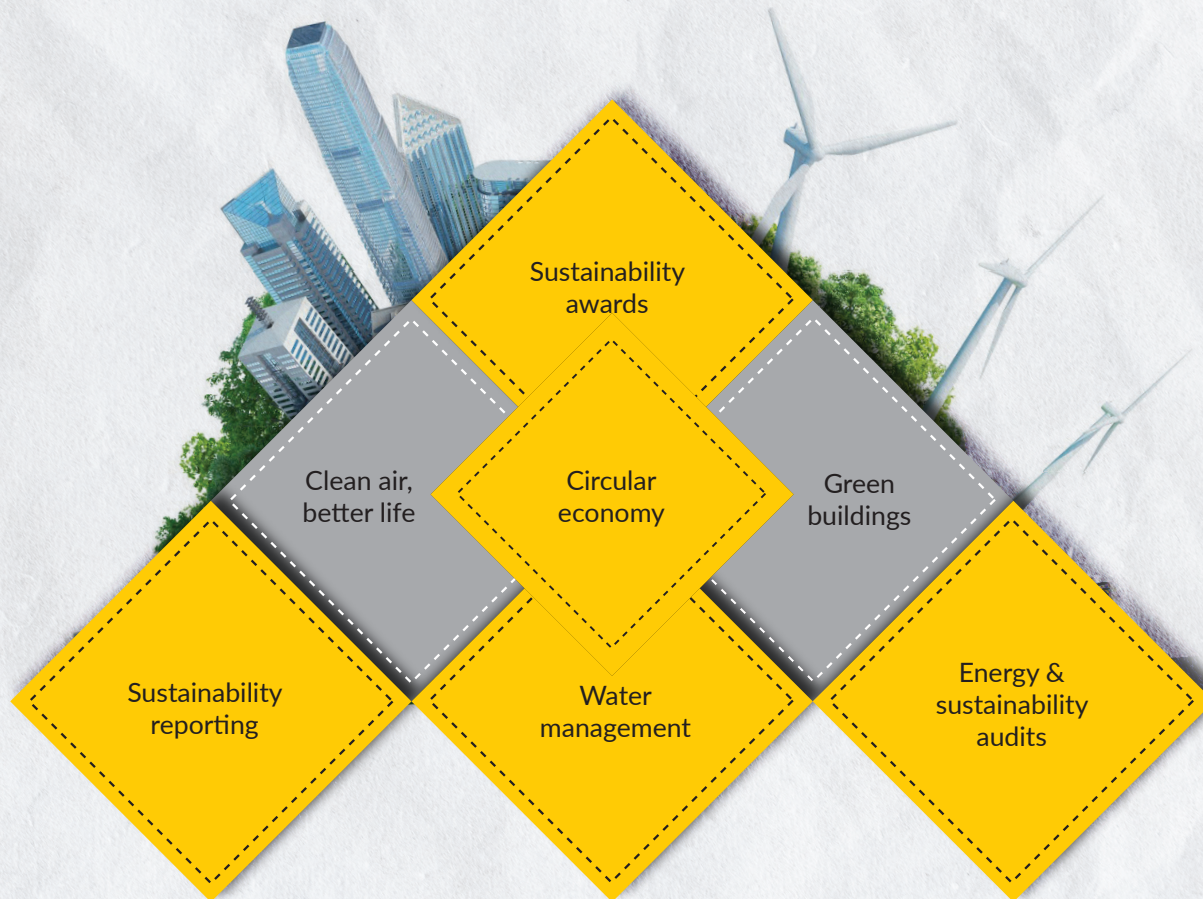 Sustainability
awards
Clean air,
better life
Circular
economy
Green
buildings
Sustainability
reporting
Water
management
Energy &
sustainability
audits